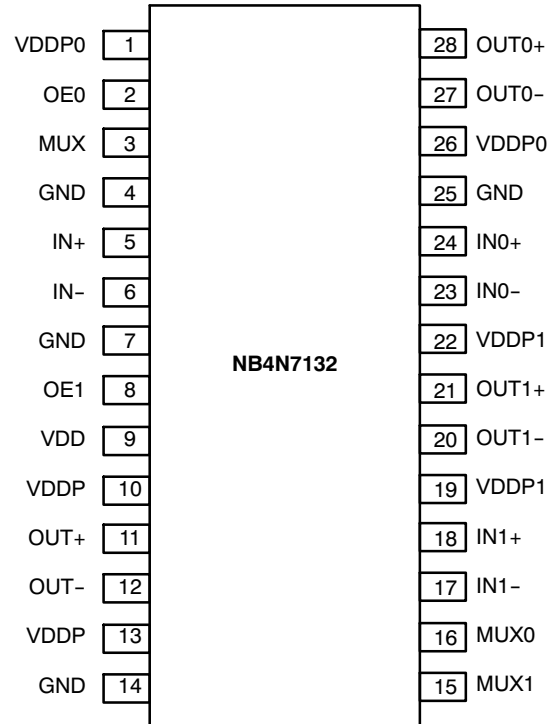 VDDP0 1 28 OUT0+
OE0 2 27 OUT0−
MUX 3 26 VDDP0
GND 4 25 GND
IN+ 5 24 IN0+
IN− 6 23 IN0−
GND 7 22 VDDP1
NB4N7132
OE1 8 21 OUT1+
VDD 9 20 OUT1−
VDDP 10 19 VDDP1
OUT+ 11 18 IN1+
OUT− 12 17 IN1−
VDDP 13 16 MUX0
GND 14 15 MUX1